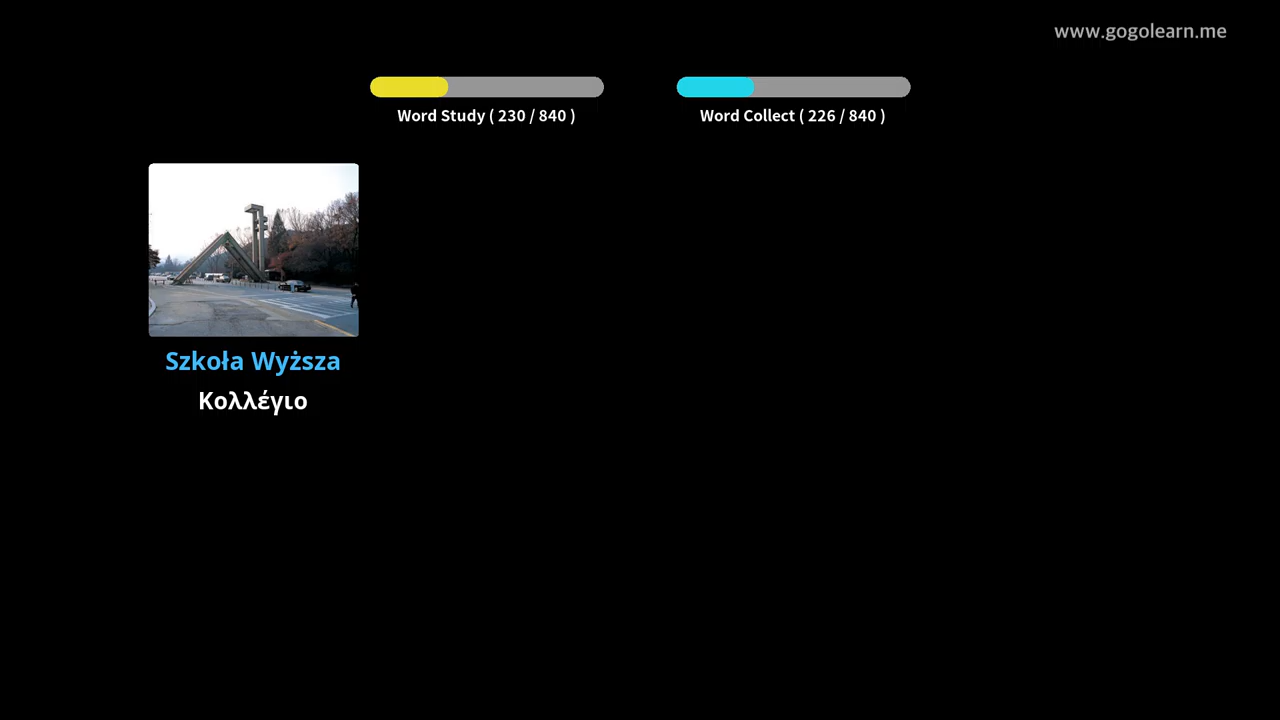 www.gogolearn.me
Word Study ( 230 / 840 )
Word Collect ( 226 / 840 )
Szkoła Wyższa
Κολλέγιο